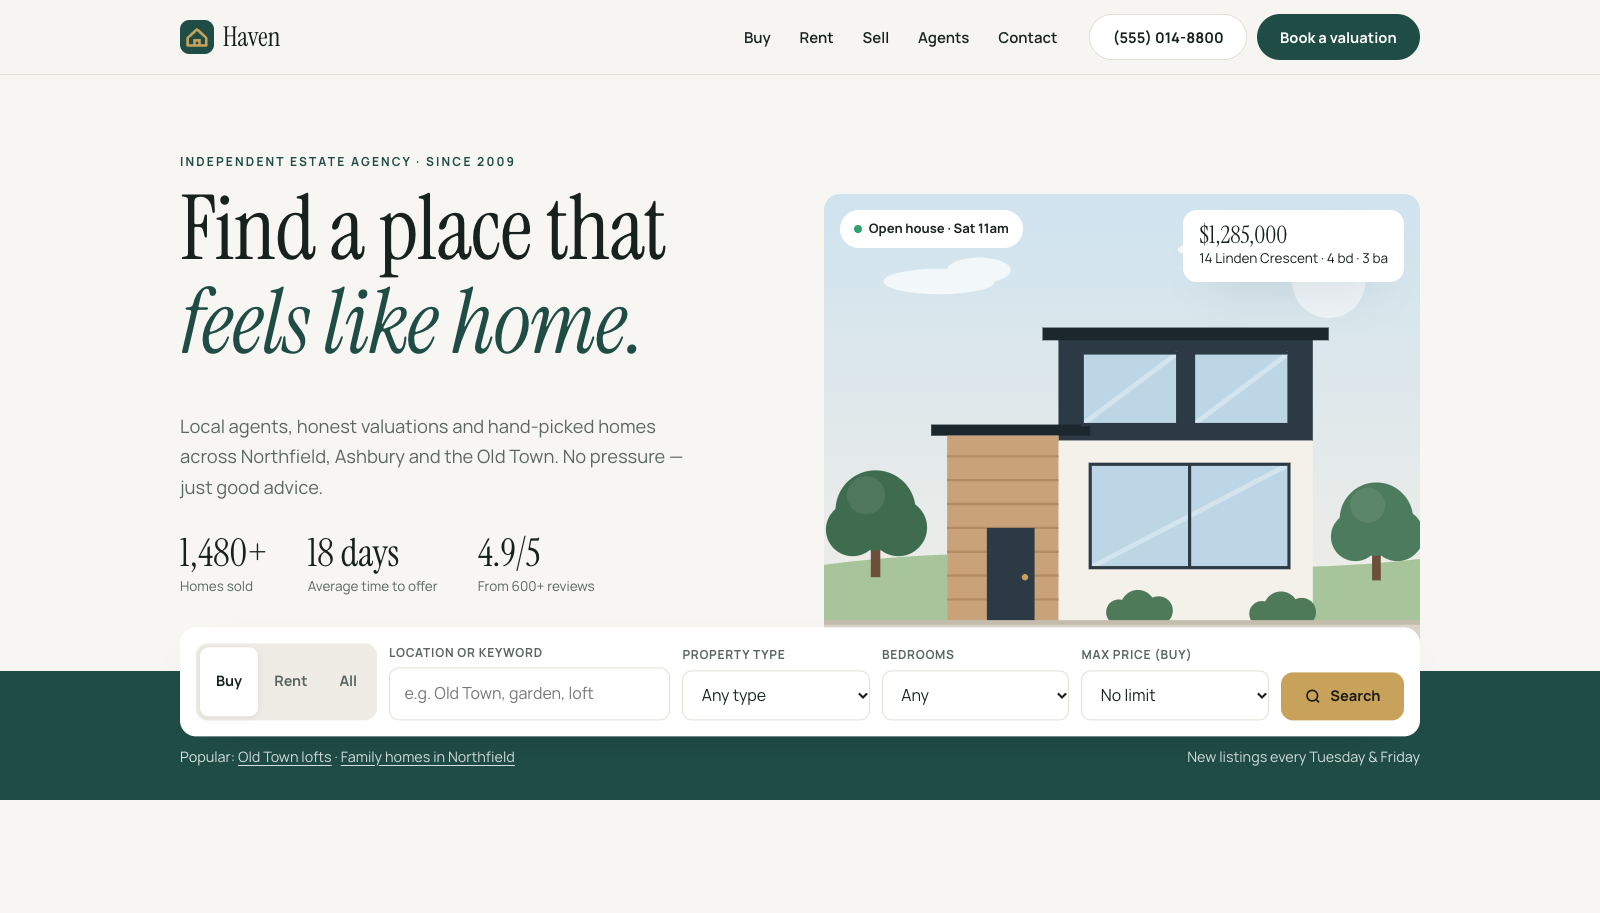 Haven
Buy Rent Sell Agents Contact (555) 014-8800 Book a valuation
INDEPENDENT ESTATE AGENCY · SINCE 2009
Find a place that
feels like home.
Local agents, honest valuations and hand-picked homes
across Northfield, Ashbury and the Old Town. No pressure —
just good advice.
1,480+ 18 days 4.9/5
Homes sold Average time to offer From 600+ reviews
Open house · Sat 11am
$1,285,000
14 Linden Crescent · 4 bd · 3 ba
Buy Rent All
LOCATION OR KEYWORD
e.g. Old Town, garden, loft
PROPERTY TYPE
Any type
BEDROOMS
Any
MAX PRICE (BUY)
No limit
Search
Popular: Old Town lofts · Family homes in Northfield
New listings every Tuesday & Friday